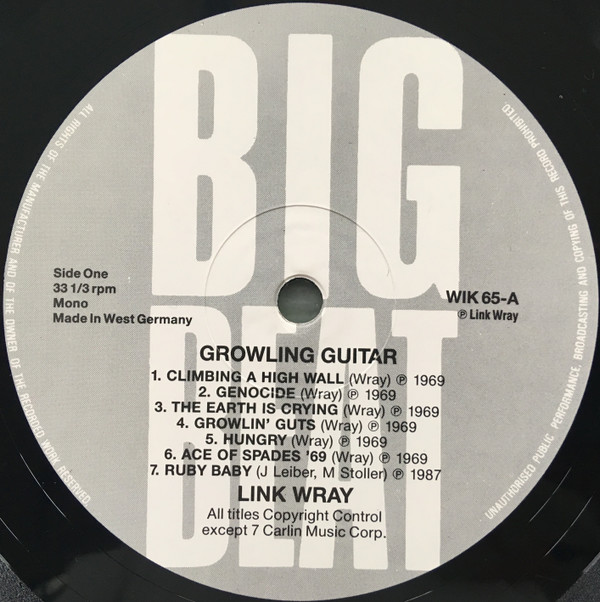 BIG
BEAT
ALL RIGHTS OF THE MANUFACTURER AND OF THE OWNER OF THE RECORDED WORK RESERVED
UNAUTHORISED PUBLIC PERFORMANCE, BROADCASTING AND COPYING OF THIS RECORD PROHIBITED
Side One
33 1/3 rpm
Mono
Made In West Germany
WIK 65-A
℗ Link Wray
GROWLING GUITAR
1. CLIMBING A HIGH WALL (Wray) ℗ 1969
2. GENOCIDE (Wray) ℗ 1969
3. THE EARTH IS CRYING (Wray) ℗ 1969
4. GROWLIN' GUTS (Wray) ℗ 1969
5. HUNGRY (Wray) ℗ 1969
6. ACE OF SPADES '69 (Wray) ℗ 1969
7. RUBY BABY (J Leiber, M Stoller) ℗ 1987
LINK WRAY
All titles Copyright Control
except 7 Carlin Music Corp.